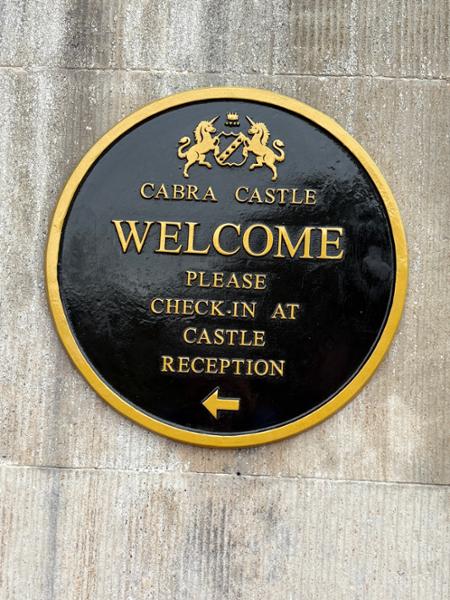 CABRA CASTLE
WELCOME
PLEASE
CHECK-IN AT
CASTLE
RECEPTION